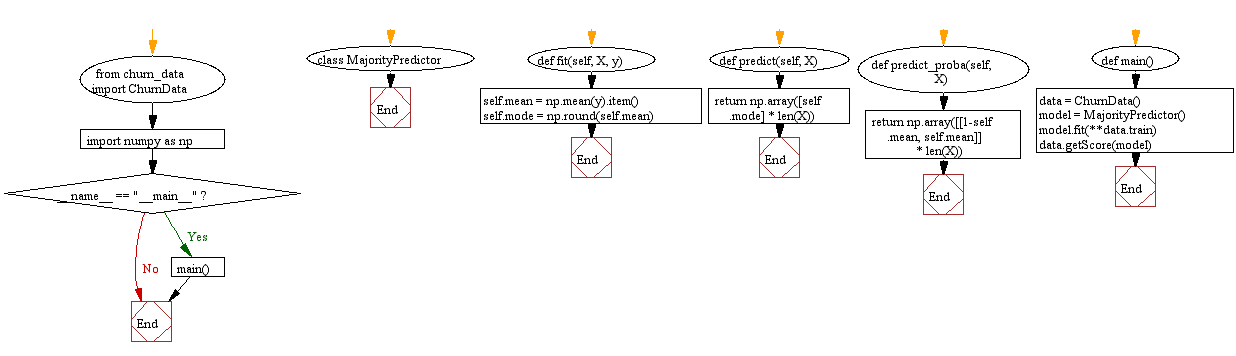 from churn_data
import ChurnData
import numpy as np
__name__ == "__main__" ?
Yes
No
main()
End
class MajorityPredictor
End
def fit(self, X, y)
self.mean = np.mean(y).item()
self.mode = np.round(self.mean)
End
def predict(self, X)
return np.array([self
.mode] * len(X))
End
def predict_proba(self,
X)
return np.array([[1-self
.mean, self.mean]]
* len(X))
End
def main()
data = ChurnData()
model = MajorityPredictor()
model.fit(**data.train)
data.getScore(model)
End